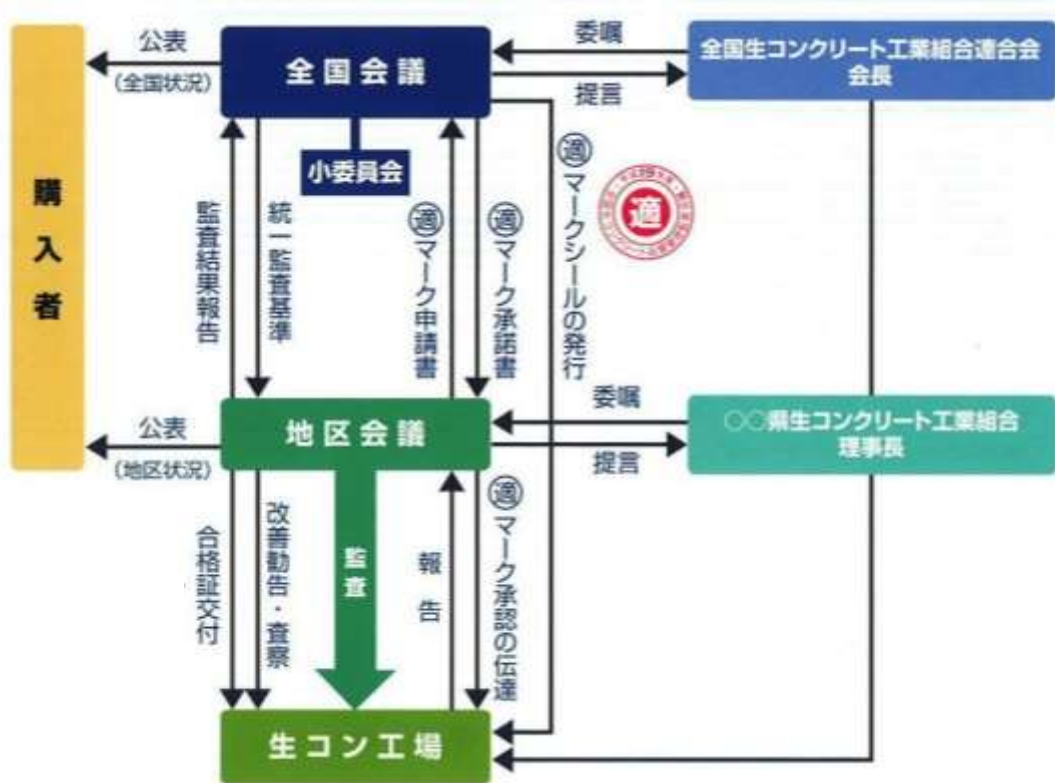 公表
(全国状況)
全国会議
委嘱
提言
全国生コンクリート工業組合連合会
会長
小委員会
購入者
監査結果報告
統一監査基準
適マーク申請書
適マーク承諾書
適マークシールの発行
適
公表
(地区状況)
地区会議
委嘱
提言
〇〇県生コンクリート工業組合
理事長
合格証交付
改善勧告・査察
監査
報告
適マーク承認の伝達
生コン工場